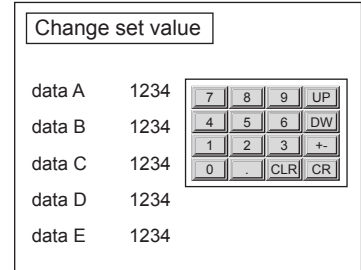 Change set value
data A 1234
data B 1234
data C 1234
data D 1234
data E 1234
7 8 9 UP
4 5 6 DW
1 2 3 +-
0 . CLR CR